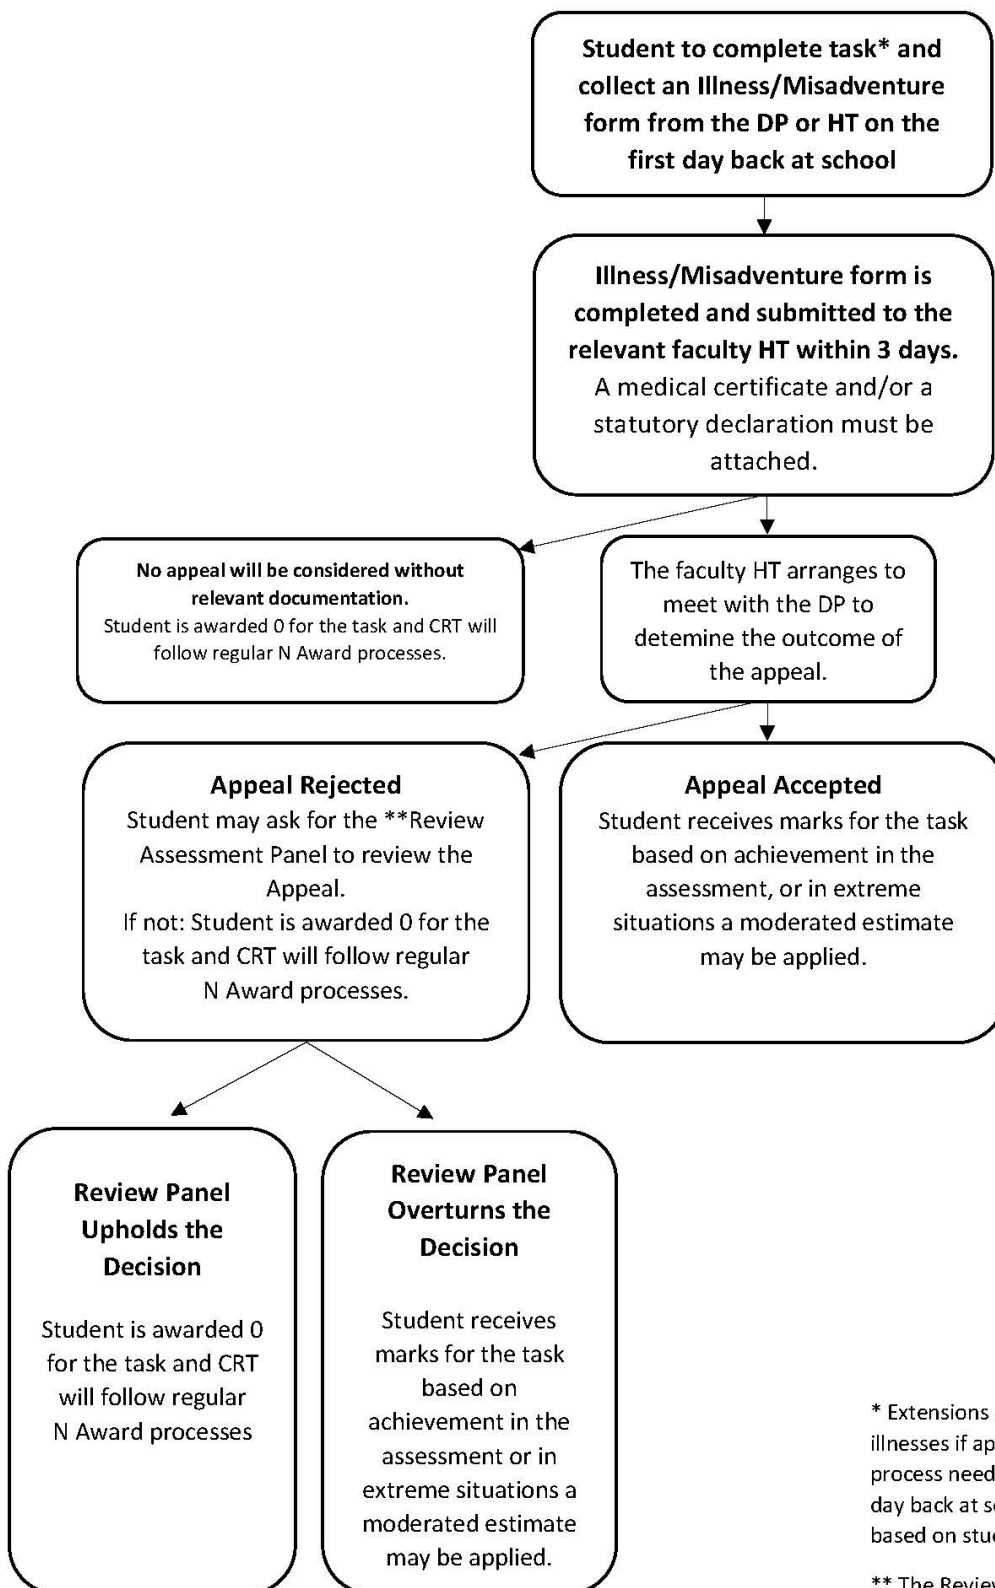 Student to complete task* and
collect an Illness/Misadventure
form from the DP or HT on the
first day back at school
Illness/Misadventure form is
completed and submitted to the
relevant faculty HT within 3 days.
A medical certificate and/or a
statutory declaration must be
attached.
No appeal will be considered without
relevant documentation.
Student is awarded 0 for the task and CRT will
follow regular N Award processes.
The faculty HT arranges to
meet with the DP to
detemine the outcome of
the appeal.
Appeal Rejected
Student may ask for the **Review
Assessment Panel to review the
Appeal.
If not: Student is awarded 0 for the
task and CRT will follow regular
N Award processes.
Appeal Accepted
Student receives marks for the task
based on achievement in the
assessment, or in extreme
situations a moderated estimate
may be applied.
Review Panel
Upholds the
Decision
Student is awarded 0
for the task and CRT
will follow regular
N Award processes
Review Panel
Overturns the
Decision
Student receives
marks for the task
based on
achievement in the
assessment or in
extreme situations a
moderated estimate
may be applied.
* Extensions
illnesses if
process need
day back at
based on
** The Review